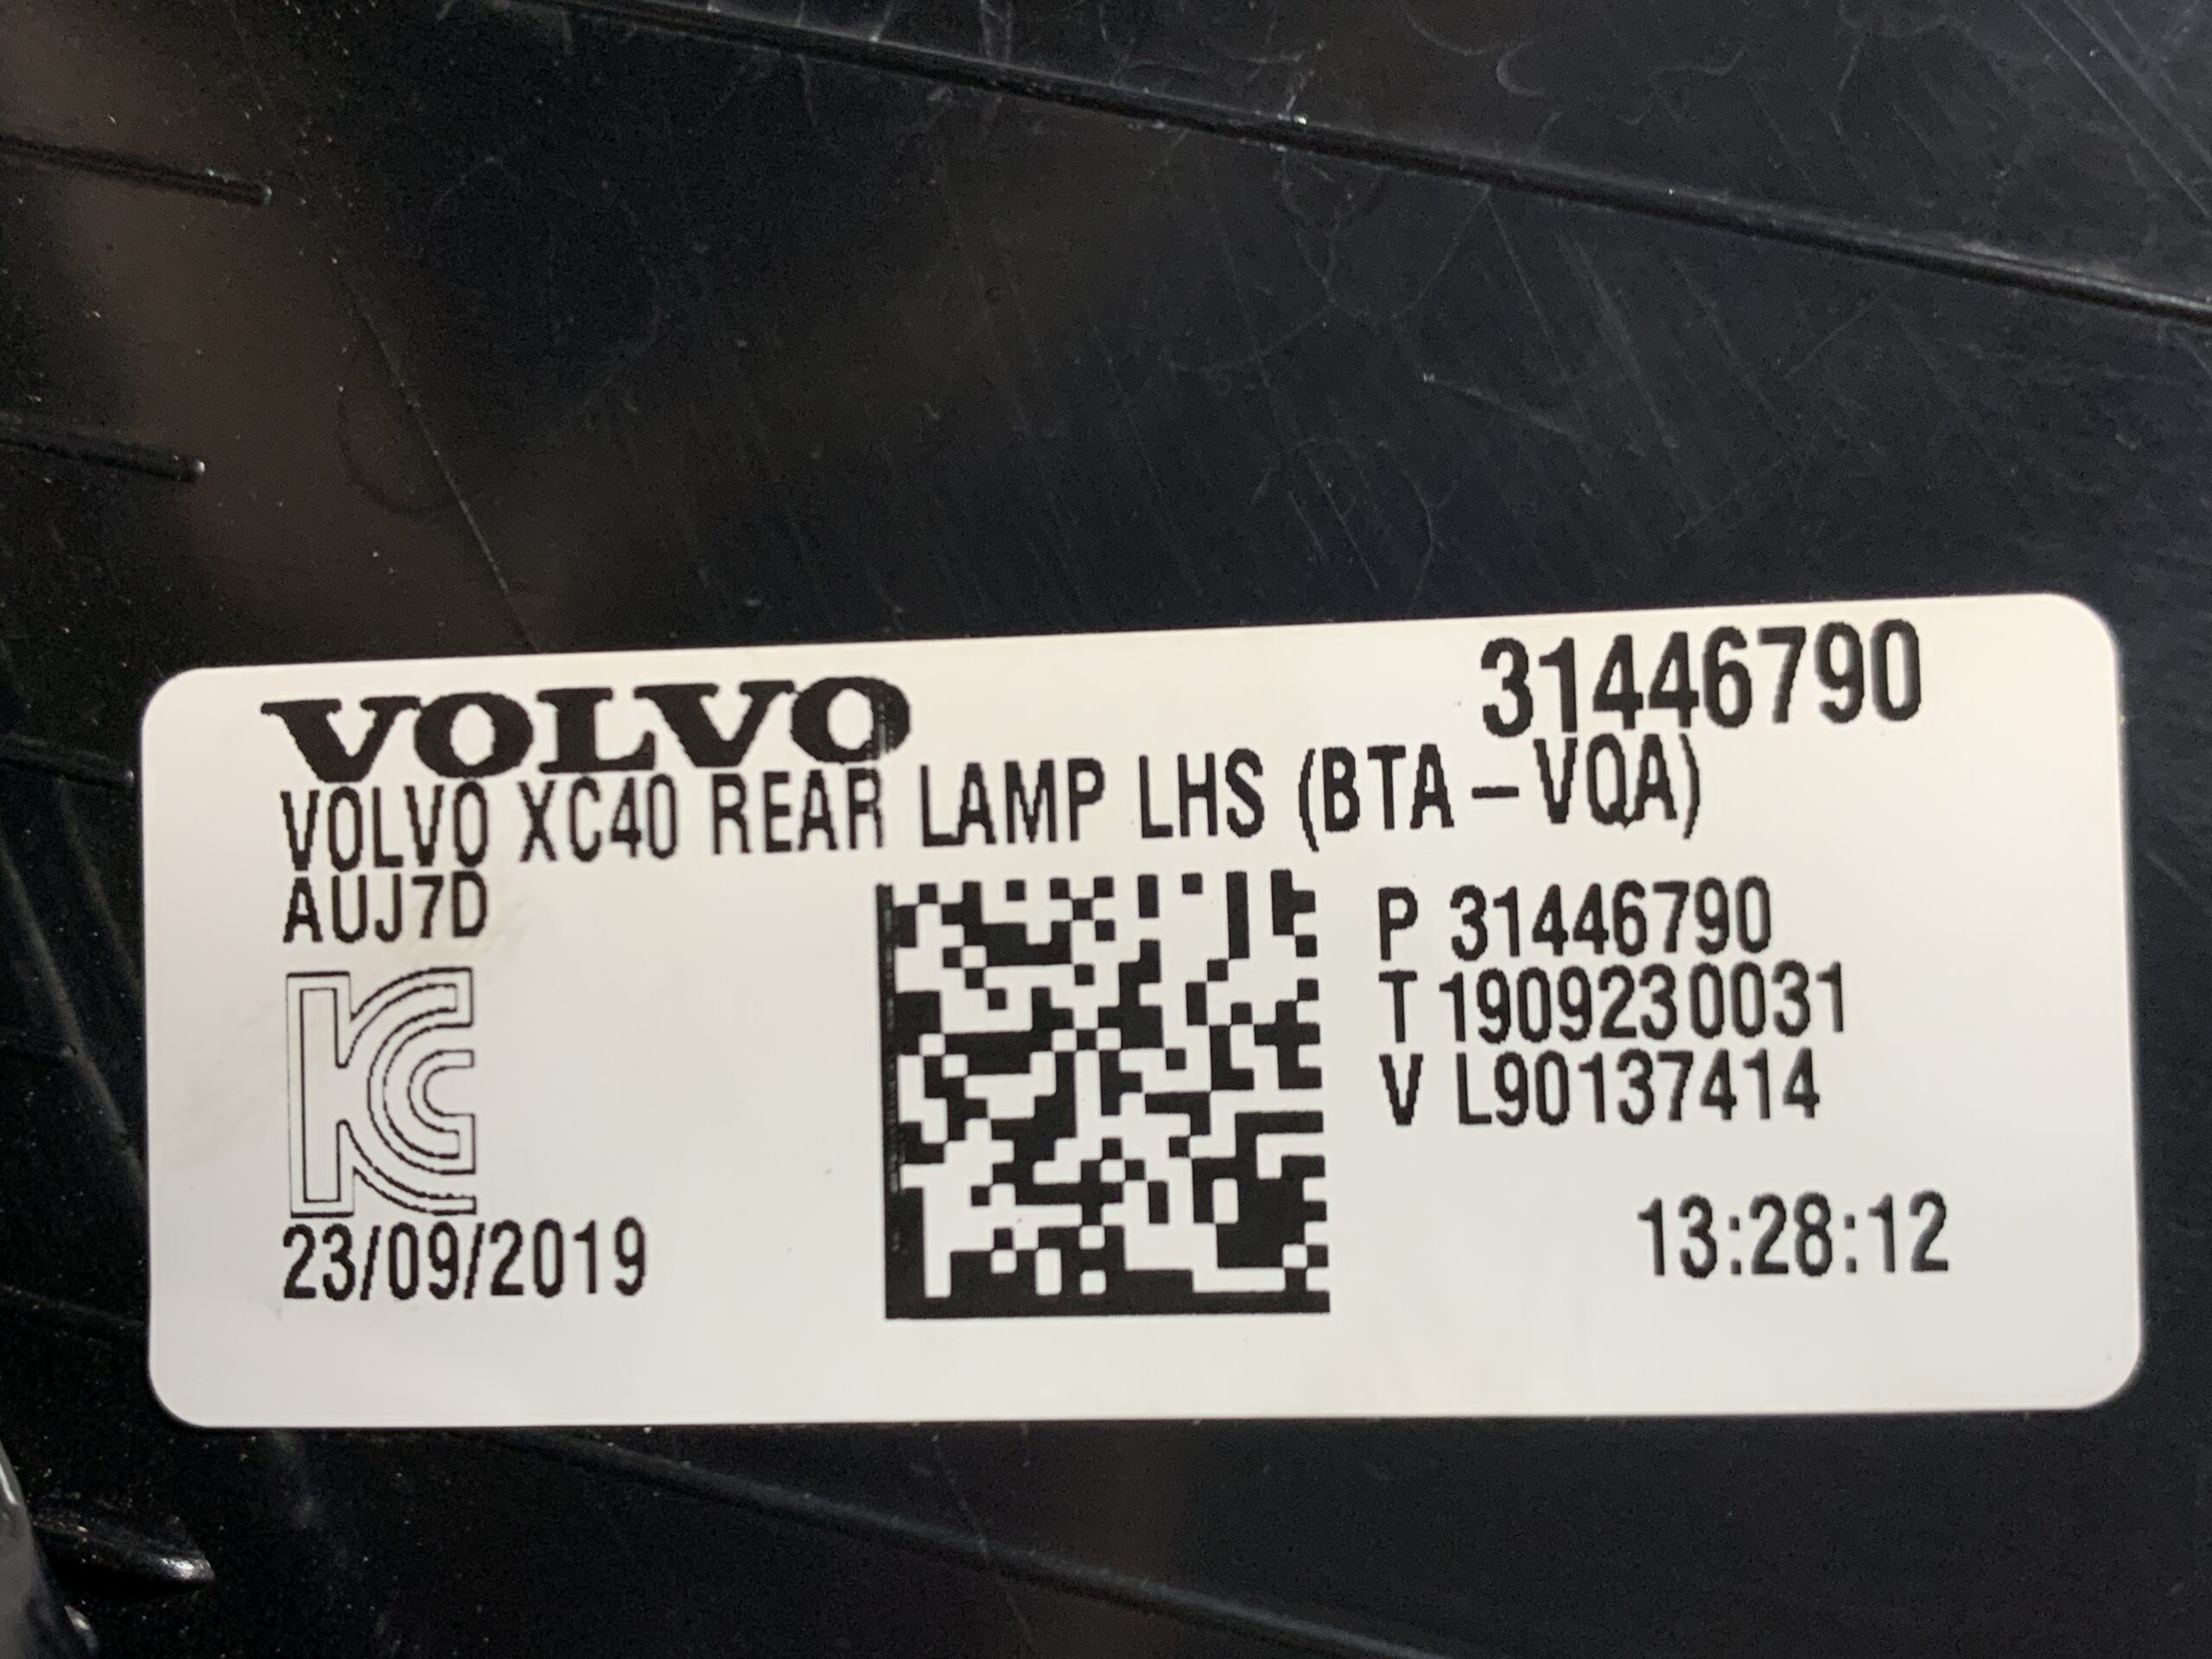 VOLVO 31446790
VOLVO XC40 REAR LAMP LHS (BTA-VQA)
AUJ7D
P 31446790
T 1909230031
V L90137414
KC
23/09/2019
13:28:12